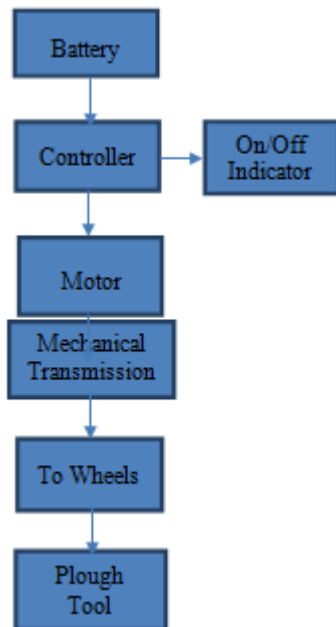 Battery
Controller
On/Off
Indicator
Motor
Mechanical
Transmission
To Wheels
Plough
Tool